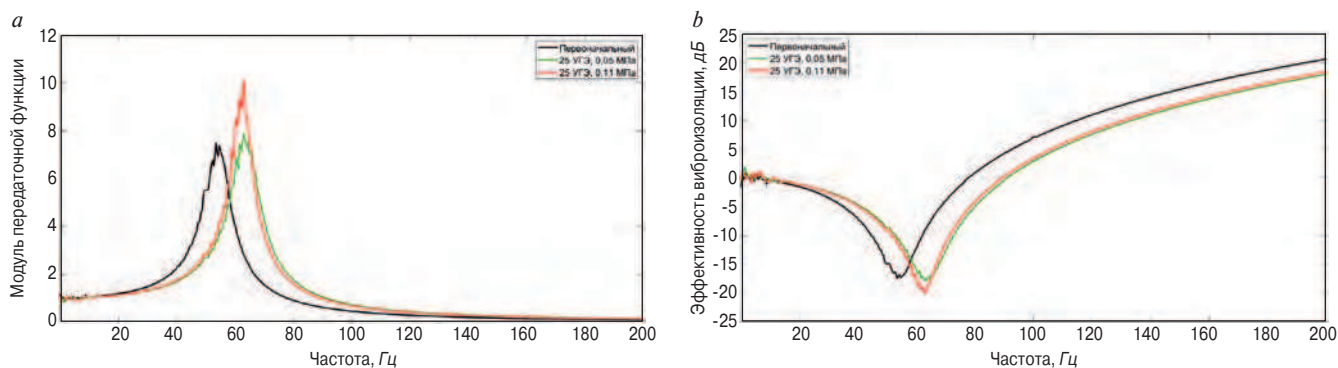 a
Модуль передаточной функции
12
10
8
6
4
2
0
Первоначальный
25 УГЭ, 0.05 МПа
25 УГЭ, 0.11 МПа
20 40 60 80 100 120 140 160 180 200
Частота, Гц
b
Эффективность виброизоляции, дБ
25
20
15
10
5
0
-5
-10
-15
-20
-25
Первоначальный
25 УГЭ, 0.05 МПа
25 УГЭ, 0.11 МПа
20 40 60 80 100 120 140 160 180 200
Частота, Гц